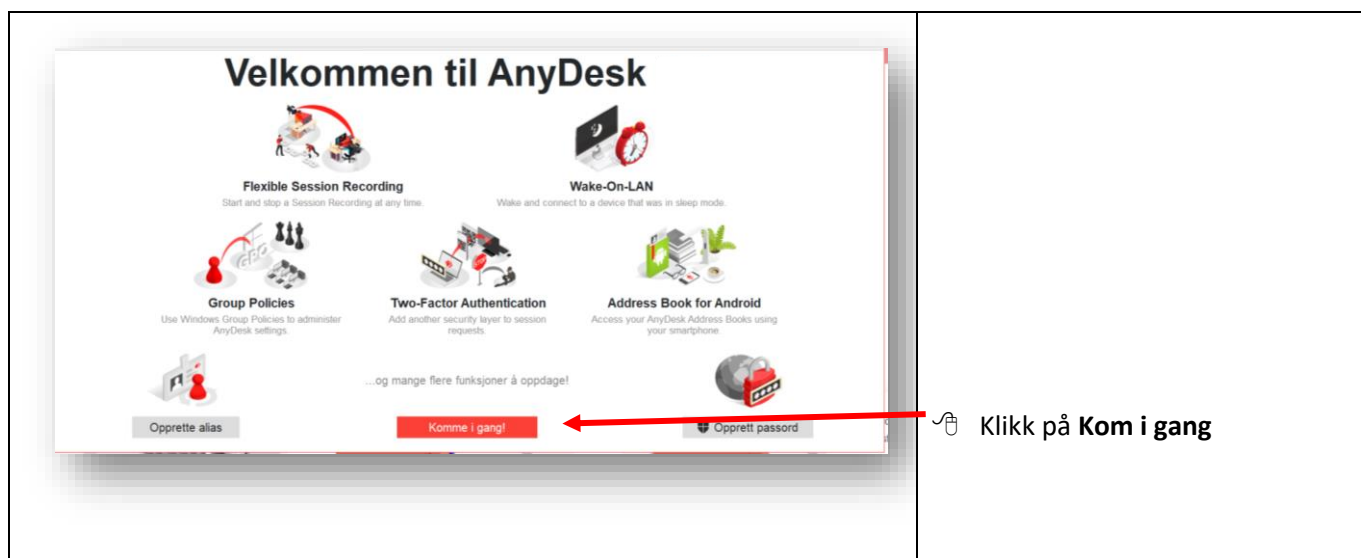 Velkommen til AnyDesk
Flexible Session Recording
Start and stop a Session Recording at any time.
Wake-On-LAN
Wake and connect to a device that was in sleep mode.
GPO
Group Policies
Use Windows Group Policies to administer
AnyDesk settings.
Two-Factor Authentication
Add another security layer to session
requests.
Address Book for Android
Access your AnyDesk Address Books using
your smartphone
...og mange flere funksjoner å oppdage!
Opprette alias
Komme i gang!
Opprett passord
Klikk på Kom i gang